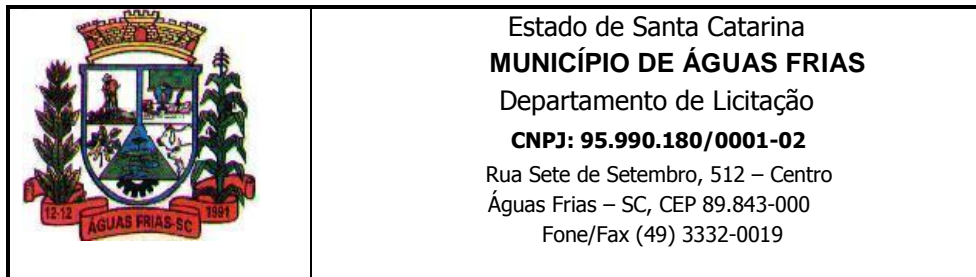 Estado de Santa Catarina
MUNICÍPIO DE ÁGUAS FRIAS
Departamento de Licitação
CNPJ: 95.990.180/0001-02
Rua Sete de Setembro, 512 – Centro
Águas Frias – SC, CEP 89.843-000
Fone/Fax (49) 3332-0019
12-12
1991
ÁGUAS FRIAS-SC